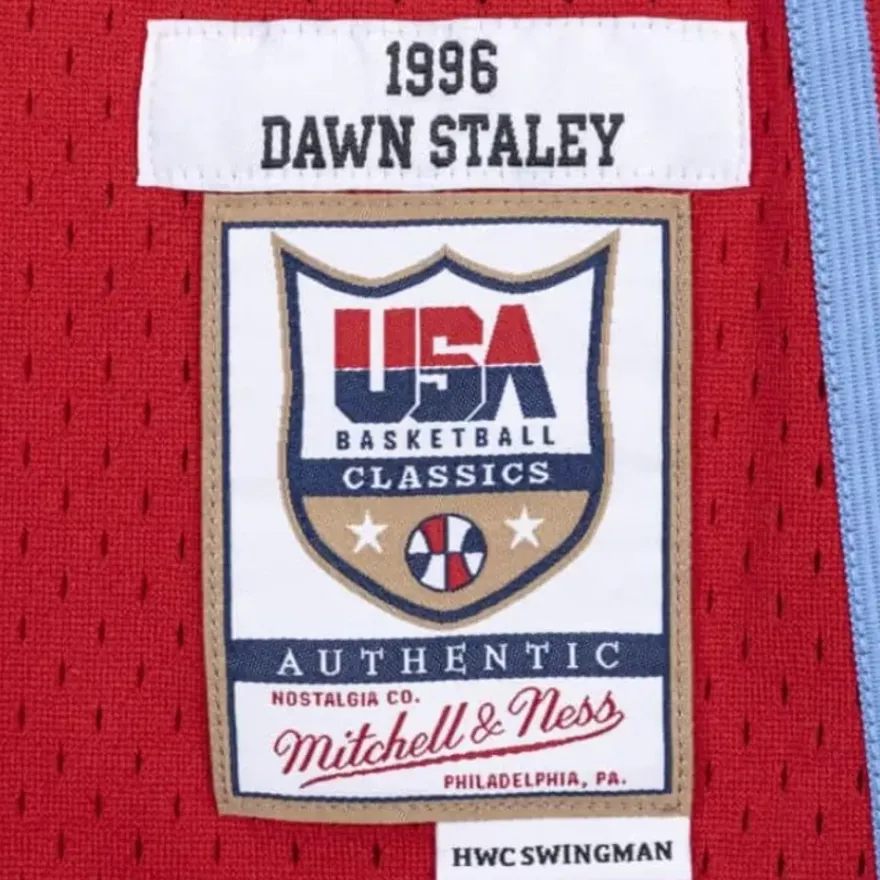 1996
DAWN STALEY
USA
BASKETBALL
CLASSICS
AUTHENTIC
NOSTALGIA CO.
Mitchell & Ness
PHILADELPHIA, PA.
HWC SWINGMAN